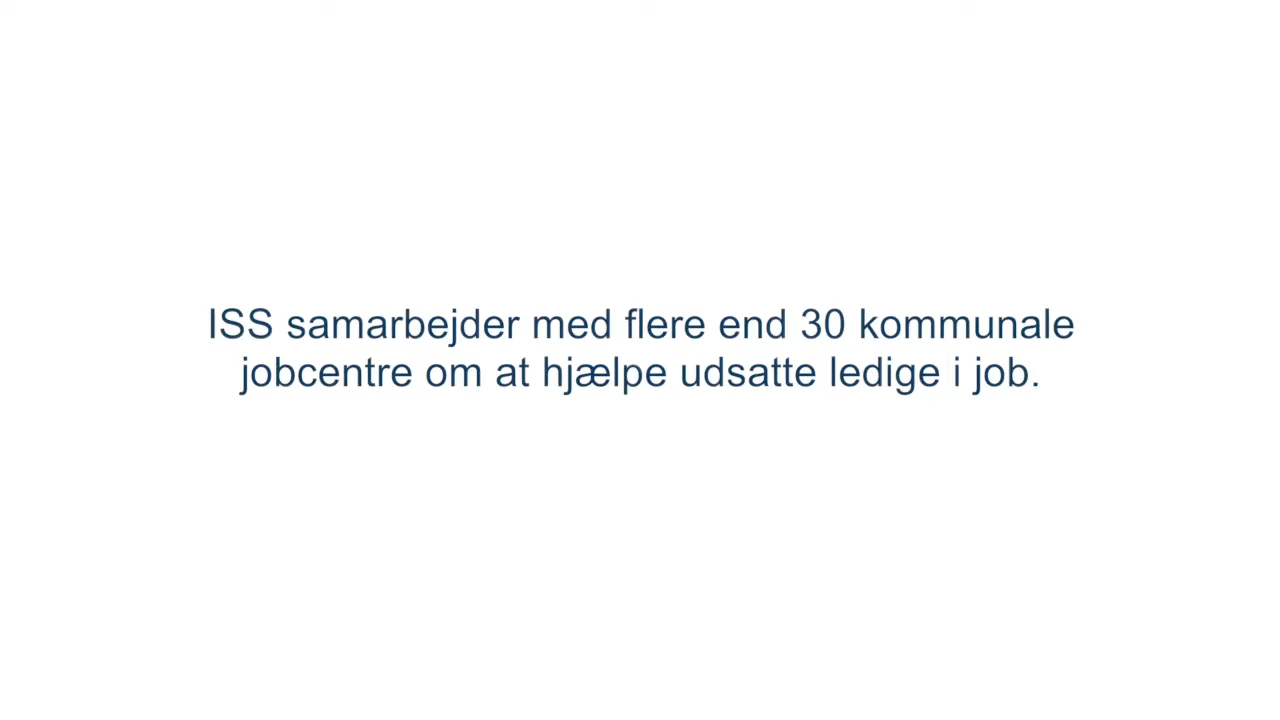 ISS samarbejder med flere end 30 kommunale
jobcentre om at hjælpe udsatte ledige i job.